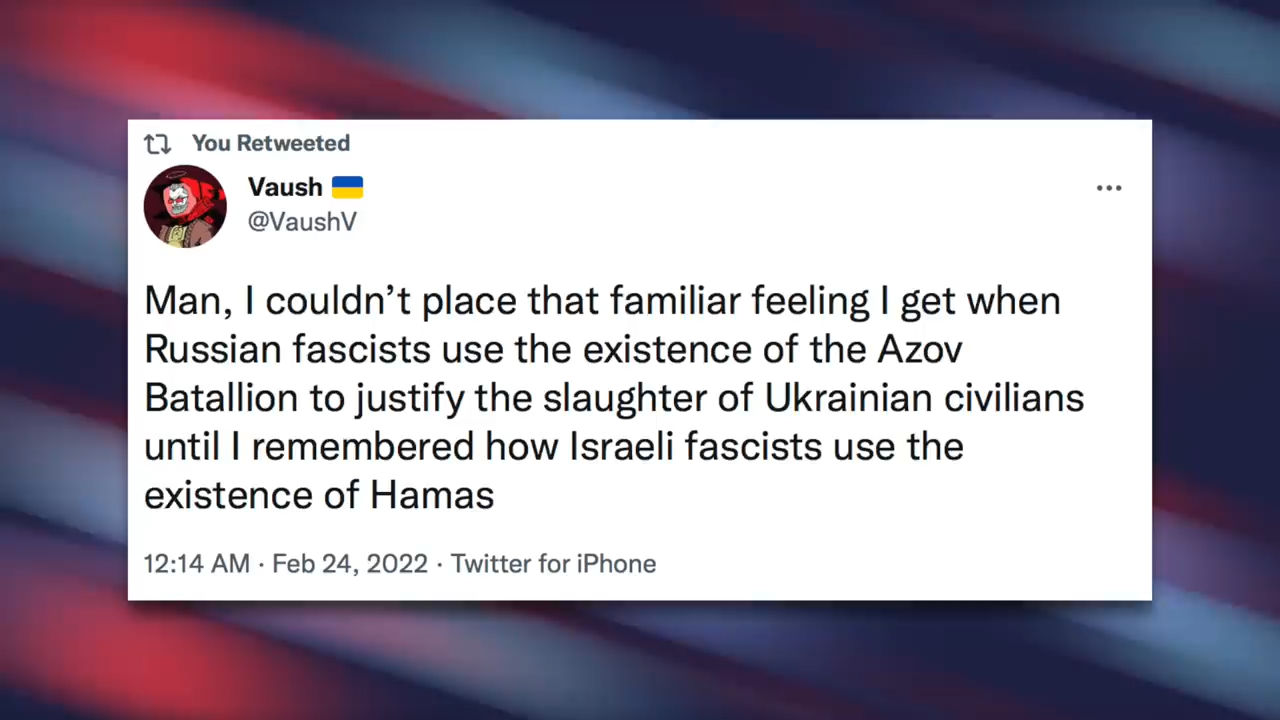 You Retweeted
Vaush
@VaushV
Man, I couldn’t place that familiar feeling I get when
Russian fascists use the existence of the Azov
Batallion to justify the slaughter of Ukrainian civilians
until I remembered how Israeli fascists use the
existence of Hamas
12:14 AM · Feb 24, 2022 · Twitter for iPhone